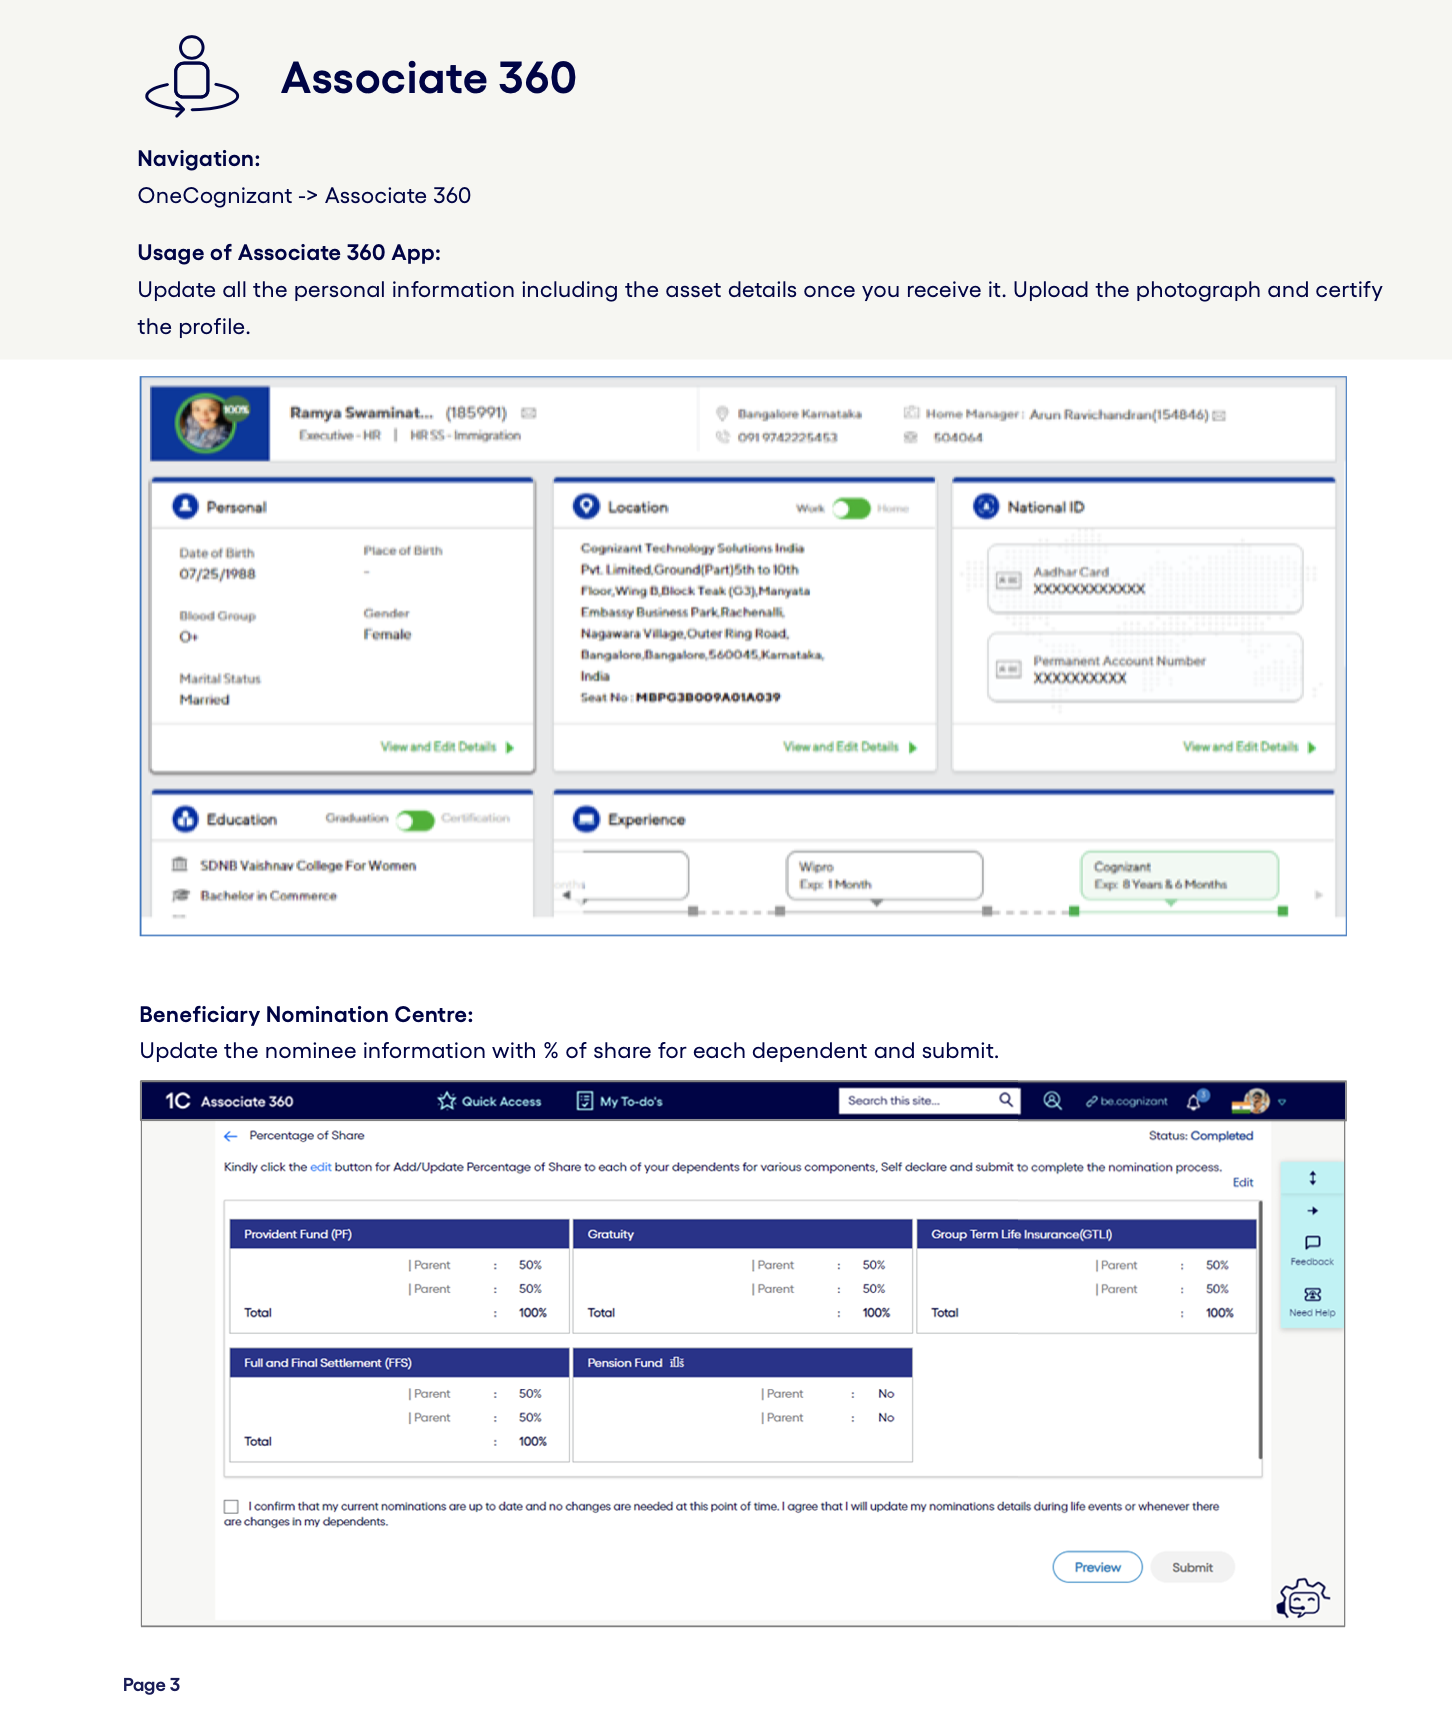 Associate 360
Navigation:
OneCognizant -> Associate 360
Usage of Associate 360 App:
Update all the personal information including the asset details once you receive it. Upload the photograph and certify
the profile.
100%
Ramya Swaminat... (185991)
Executive - HR | HR SS - Immigration
Bangalore Karnataka
091 9742225453
Home Manager : Arun Ravichandran(154846)
504064
Personal
Date of Birth
07/25/1988
Place of Birth
-
Blood Group
O+
Gender
Female
Marital Status
Married
View and Edit Details
Location
Work Home
Cognizant Technology Solutions India
Pvt. Limited,Ground(Part)5th to 10th
Floor,Wing B,Block Teak (G3),Manyata
Embassy Business Park,Rachenalli,
Nagawara Village,Outer Ring Road,
Bangalore,Bangalore,560045,Karnataka,
India
Seat No : MBPG3B009A01A039
View and Edit Details
National ID
Aadhar Card
XXXXXXXXXXXX
Permanent Account Number
XXXXXXXXXX
View and Edit Details
Education
Graduation Certification
SDNB Vaishnav College For Women
Bachelor in Commerce
Experience
Wipro
Exp: 1 Month
Cognizant
Exp: 8 Years & 6 Months
Beneficiary Nomination Centre:
Update the nominee information with % of share for each dependent and submit.
1C Associate 360
Quick Access
My To-do's
Search this site...
be.cognizant
Percentage of Share
Status: Completed
Kindly click the edit button for Add/Update Percentage of Share to each of your dependents for various components, Self declare and submit to complete the nomination process.
Edit
Provident Fund (PF)
| Parent : 50%
| Parent : 50%
Total : 100%
Gratuity
| Parent : 50%
| Parent : 50%
Total : 100%
Group Term Life Insurance(GTLI)
| Parent : 50%
| Parent : 50%
Total : 100%
Full and Final Settlement (FFS)
| Parent : 50%
| Parent : 50%
Total : 100%
Pension Fund
| Parent : No
| Parent : No
Feedback
Need Help
I confirm that my current nominations are up to date and no changes are needed at this point of time. I agree that I will update my nominations details during life events or whenever there
are changes in my dependents.
Preview
Submit
Page 3